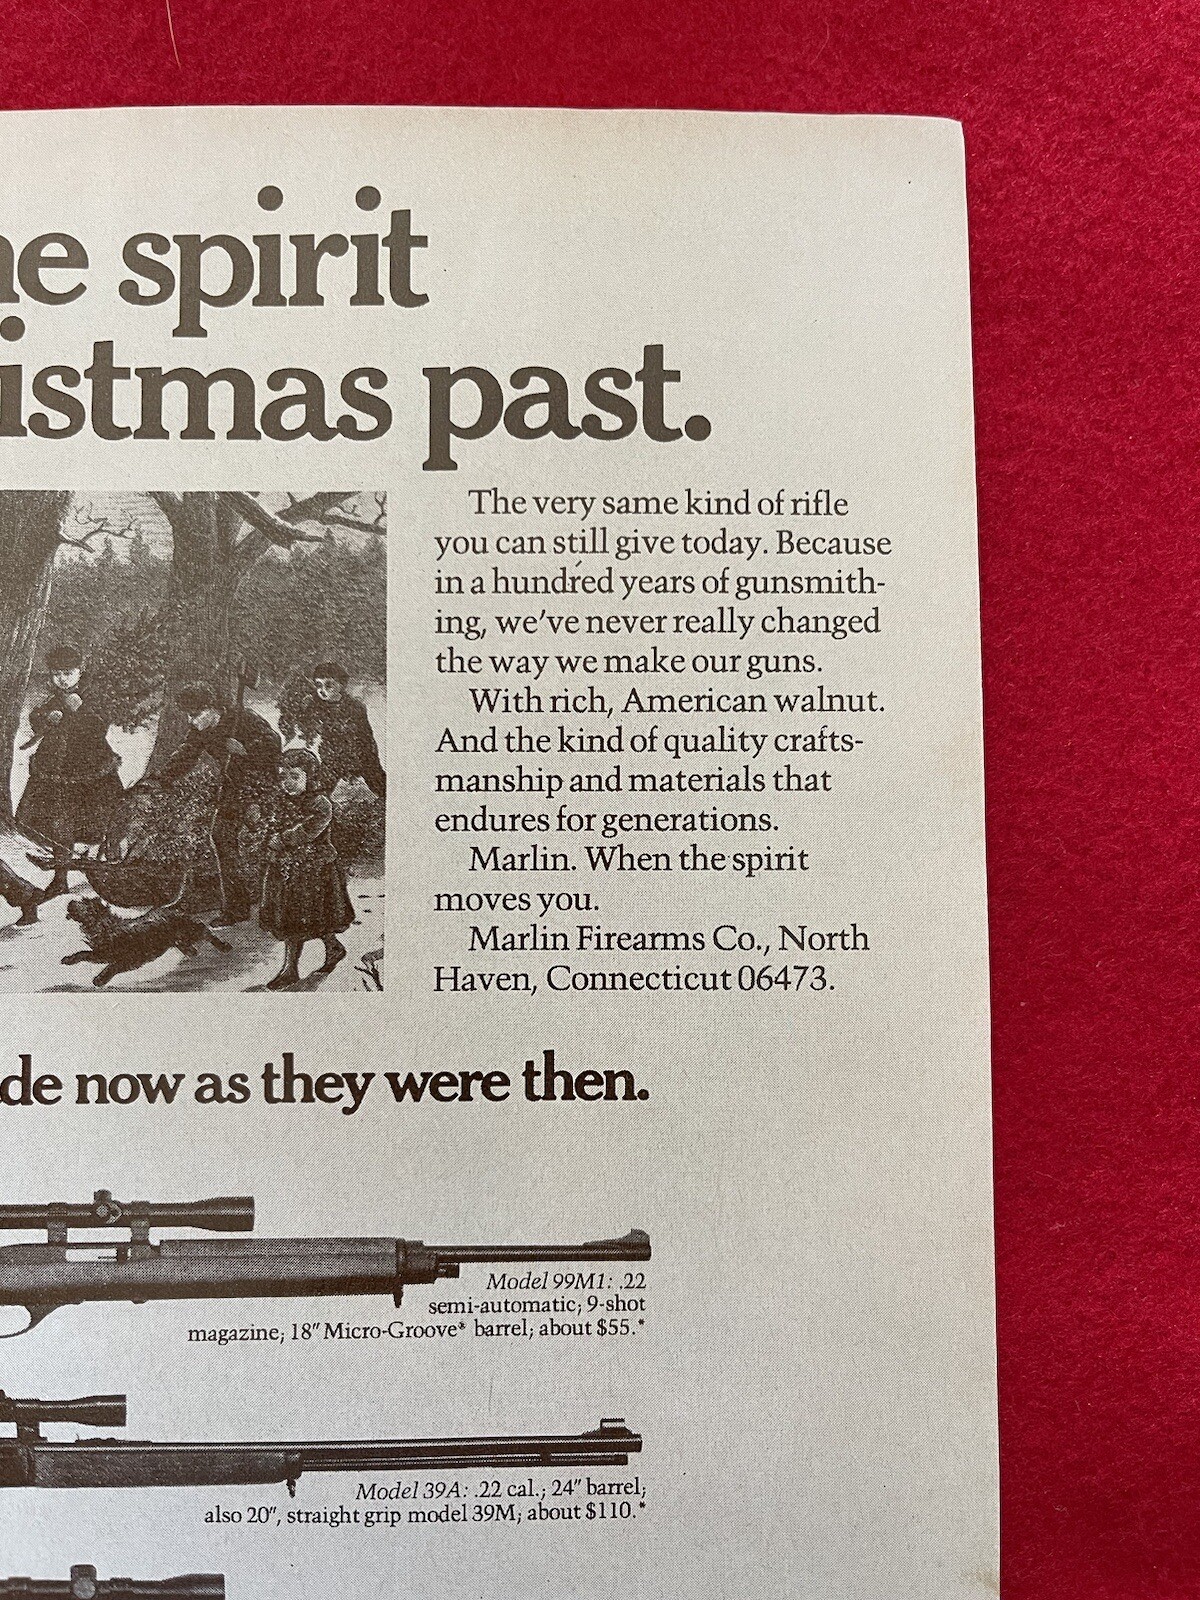 he spirit
istmas past.
The very same kind of rifle
you can still give today. Because
in a hundred years of gunsmith-
ing, we've never really changed
the way we make our guns.
With rich, American walnut.
And the kind of quality crafts-
manship and materials that
endures for generations.
Marlin. When the spirit
moves you.
Marlin Firearms Co., North
Haven, Connecticut 06473.
de now as they were then.
Model 99M1: .22
semi-automatic; 9-shot
magazine; 18" Micro-Groove* barrel; about $55.*
Model 39A: .22 cal.; 24" barrel;
also 20", straight grip model 39M; about $110.*